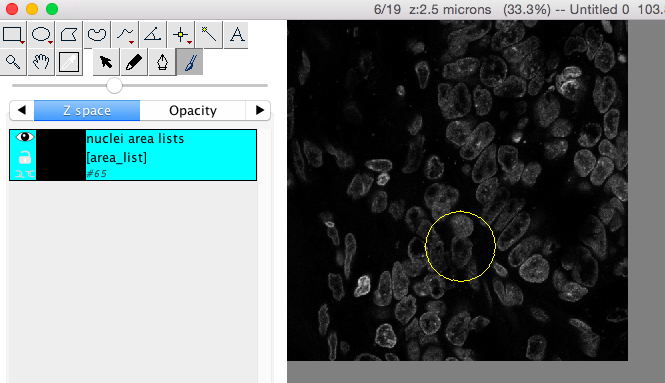 6/19 z:2.5 microns (33.3%) -- Untitled 0 103.
A
Z space
Opacity
nuclei area lists
[area_list]
#65